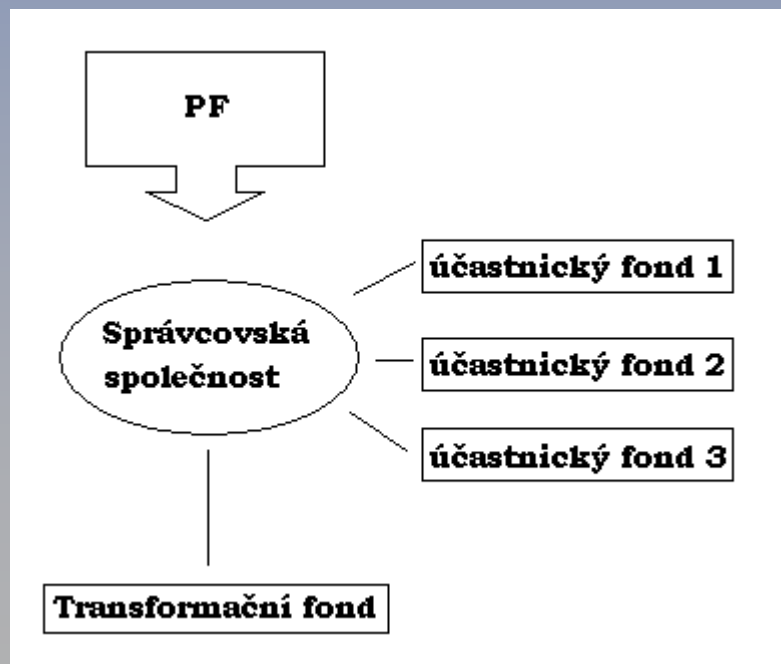 PF
účastnický fond 1
Správcovská
společnost
účastnický fond 2
účastnický fond 3
Transformační fond